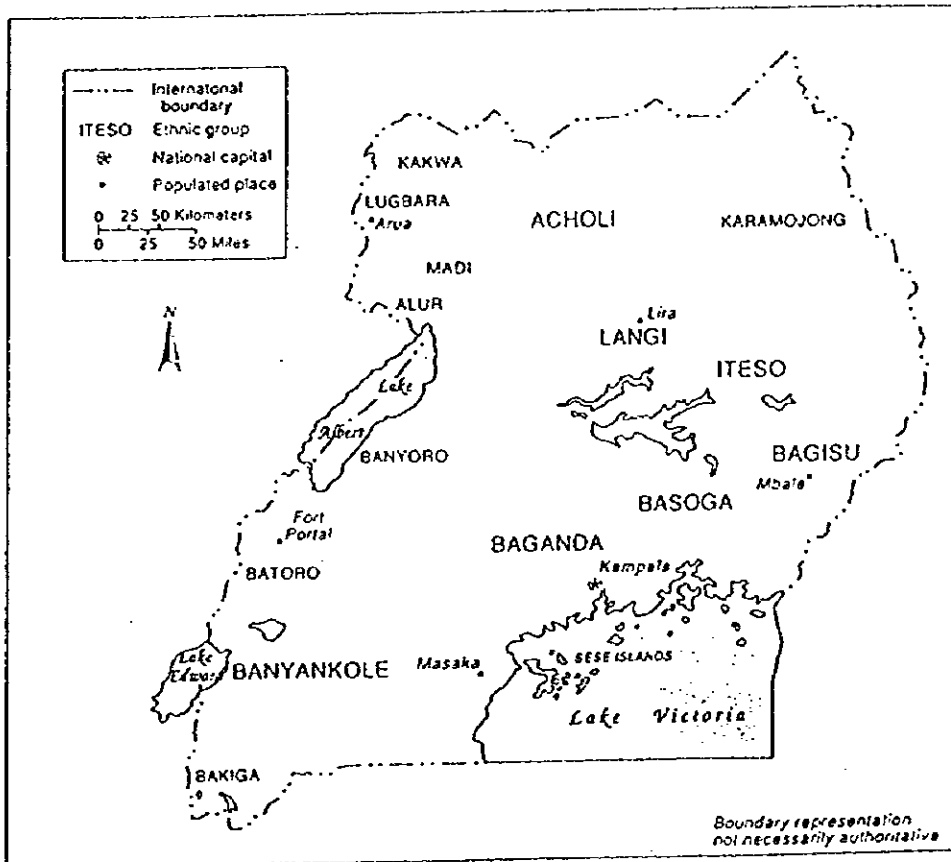 International
boundary
ITESO Ethnic group
National capital
Populated place
0 25 50 Kilometers
0 25 50 Miles
N
KAKWA
LUGBARA
Arua
ACHOLI
KARAMOJONG
MADI
ALUR
Lira
LANGI
ITESO
Lake
Albert
BANYORO
BAGISU
Mbale
BASOGA
Fort
Portal
BAGANDA
Kampala
BATORO
Lake
Edward
BANYANKOLE
Masaka
SESE ISLANDS
Lake Victoria
BAKIGA
Boundary representation
not necessarily authoritative